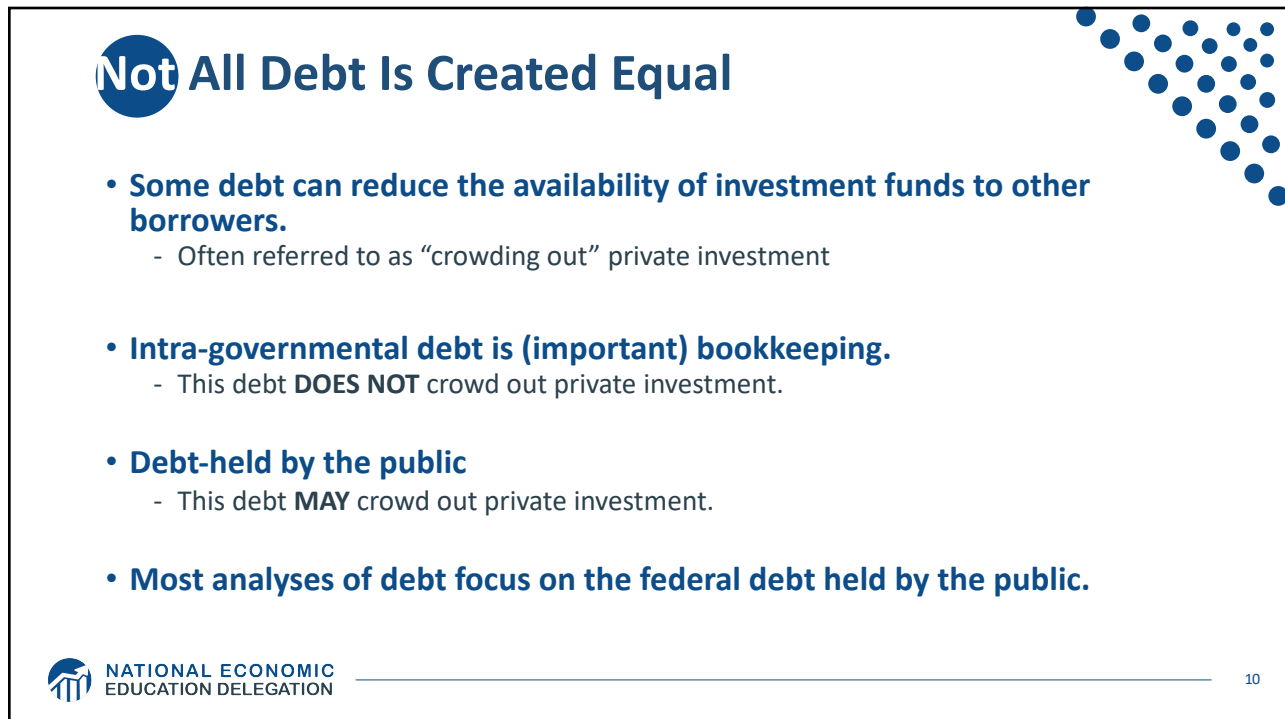 Not All Debt Is Created Equal
• Some debt can reduce the availability of investment funds to other
borrowers.
- Often referred to as “crowding out” private investment
• Intra-governmental debt is (important) bookkeeping.
- This debt DOES NOT crowd out private investment.
• Debt-held by the public
- This debt MAY crowd out private investment.
• Most analyses of debt focus on the federal debt held by the public.
NATIONAL ECONOMIC
EDUCATION DELEGATION
10